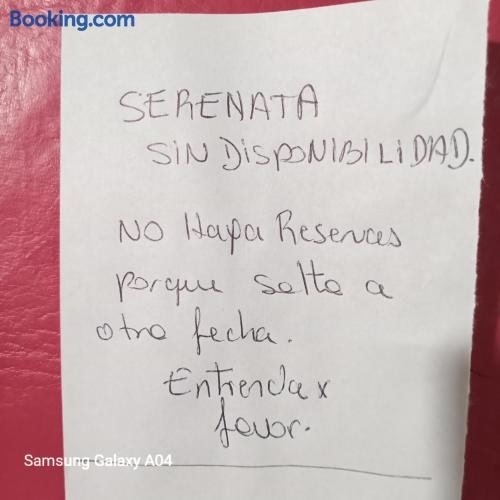 Booking.com
SERENATA
SIN DISPONIBILIDAD.
NO Haga Reservas
porque salta a
otra fecha.
Entienda x
favor.
Samsung Galaxy A04